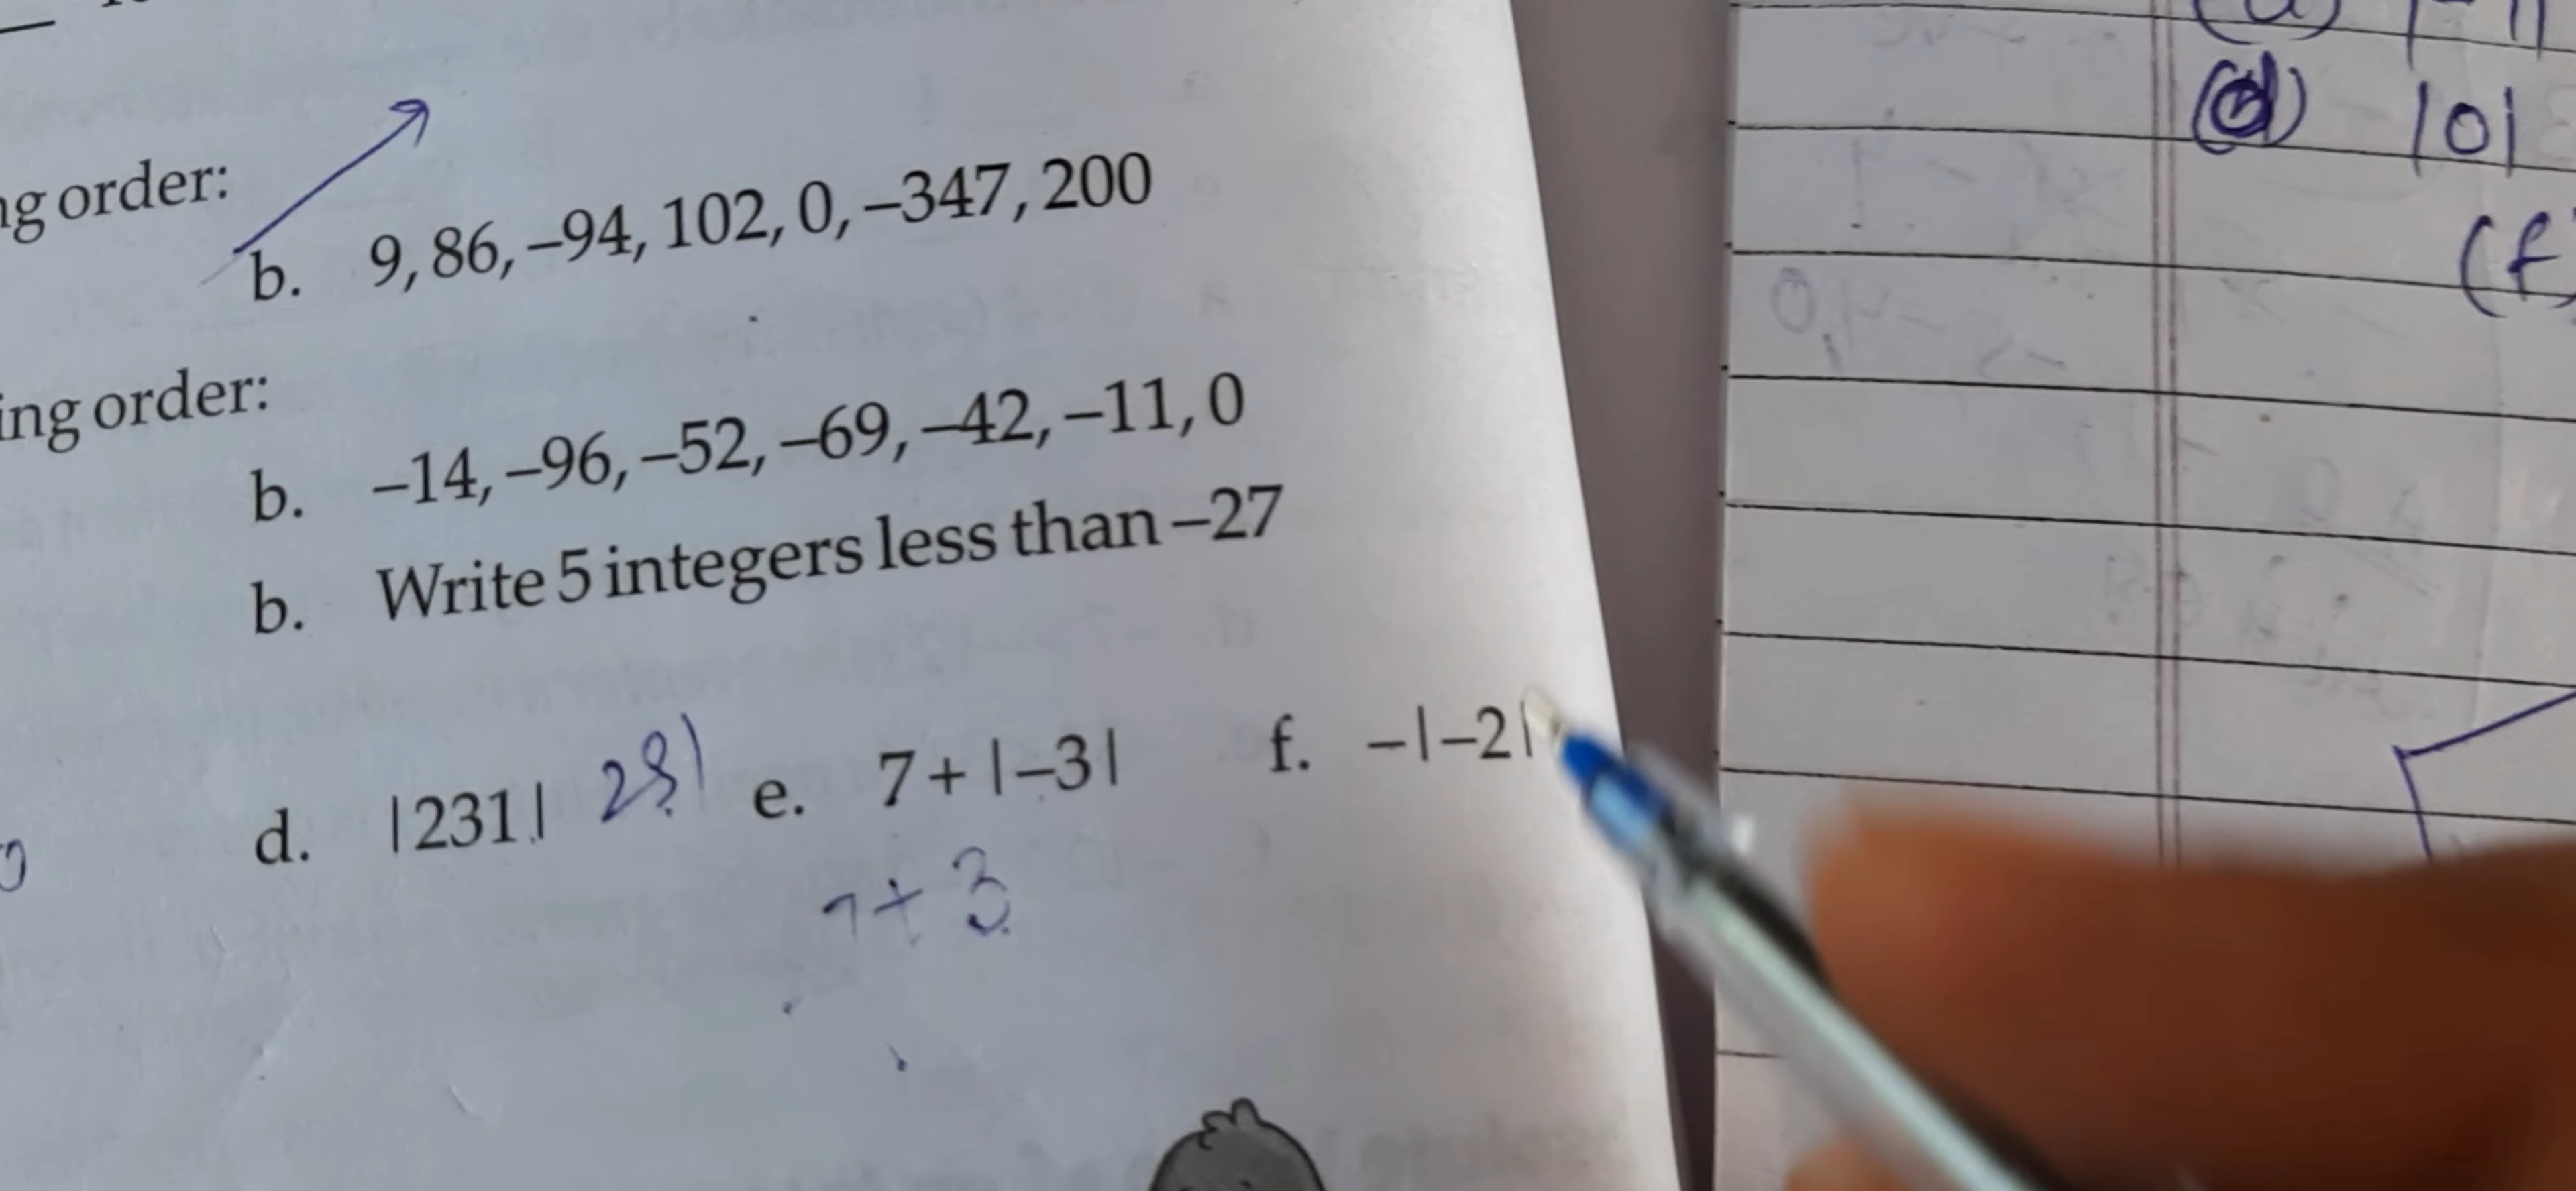 ng order:
b. 9, 86, –94, 102, 0, –347, 200
ing order:
b. –14, –96, –52, –69, –42, –11, 0
b. Write 5 integers less than –27
d. |231| 231 e. 7 + |–3| f. –|–2|
7 + 3
(d) |0|
(f)